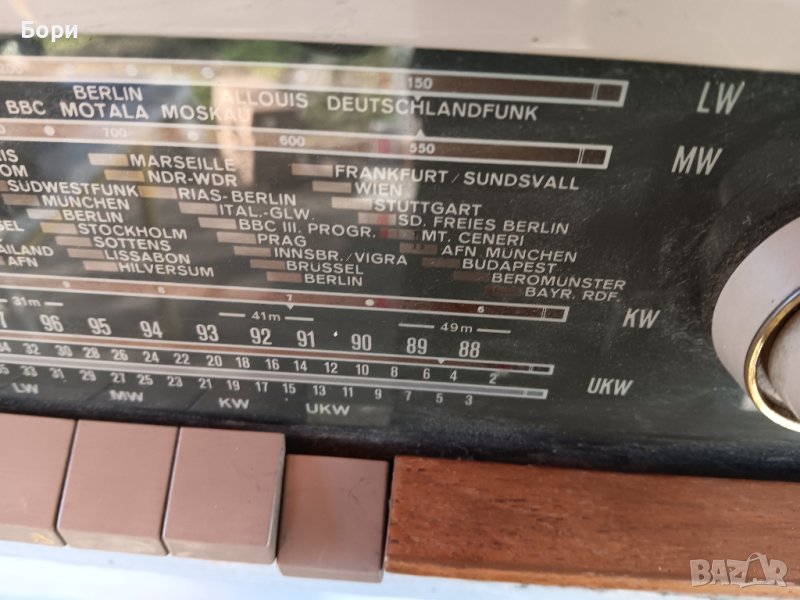 Бори
150
LW
BERLIN ALLOUIS DEUTSCHLANDFUNK
BBC MOTALA MOSKAU
700 600 550
MW
MARSEILLE FRANKFURT/SUNDSVALL
NDR-WDR WIEN
SÜDWESTFUNK RIAS-BERLIN STUTTGART
MÜNCHEN ITAL.-GLW. SD. FREIES BERLIN
BERLIN BBC III. PROGR. MT. CENERI
STOCKHOLM PRAG AFN MÜNCHEN
SOTTENS INNSBR./VIGRA BUDAPEST
LISSABON BRÜSSEL BEROMÜNSTER
AFN HILVERSUM BERLIN BAYR. RDF.
8 7 6
KW
31m 41m 49m
96 95 94 93 92 91 90 89 88
32 30 28 26 24 22 20 18 16 14 12 10 8 6 4 2
33 31 29 27 25 23 21 19 17 15 13 11 9 7 5 3
UKW
LW MW KW UKW
BAZAR